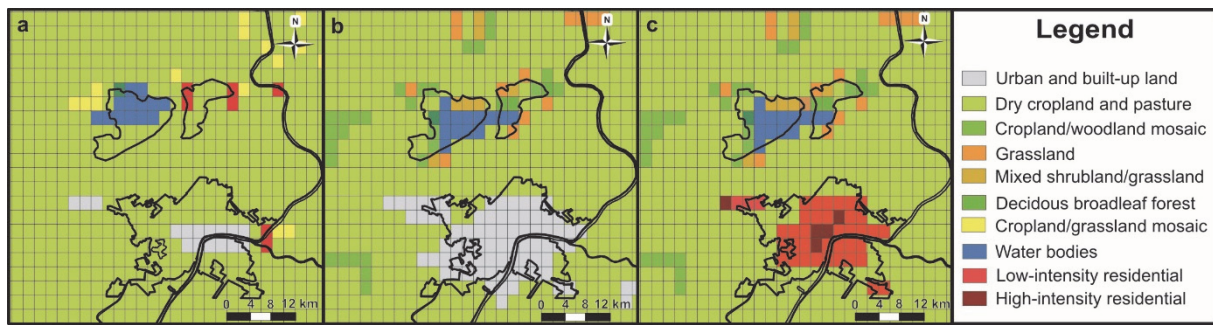 a
N
0 4 8 12 km
b
N
0 4 8 12 km
c
N
0 4 8 12 km
Legend
Urban and built-up land
Dry cropland and pasture
Cropland/woodland mosaic
Grassland
Mixed shrubland/grassland
Decidous broadleaf forest
Cropland/grassland mosaic
Water bodies
Low-intensity residential
High-intensity residential